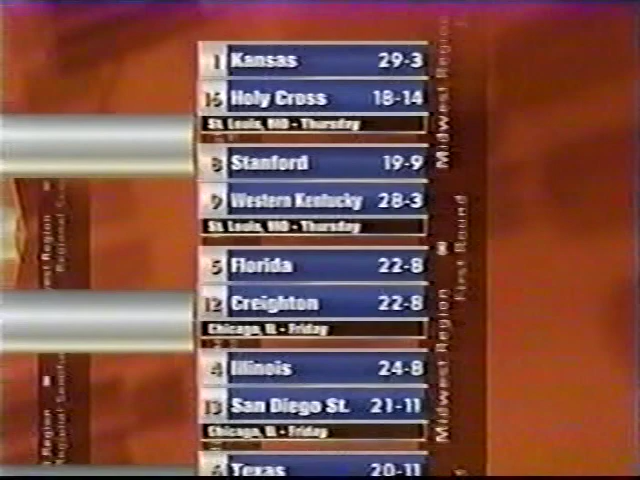 1 Kansas 29-3
16 Holy Cross 18-14
St. Louis, MO - Thursday
8 Stanford 19-9
9 Western Kentucky 28-3
St. Louis, MO - Thursday
5 Florida 22-8
12 Creighton 22-8
Chicago, IL - Friday
4 Illinois 24-8
13 San Diego St. 21-11
Chicago, IL - Friday
6 Texas 20-11
Midwest Region
First Round
Midwest Region